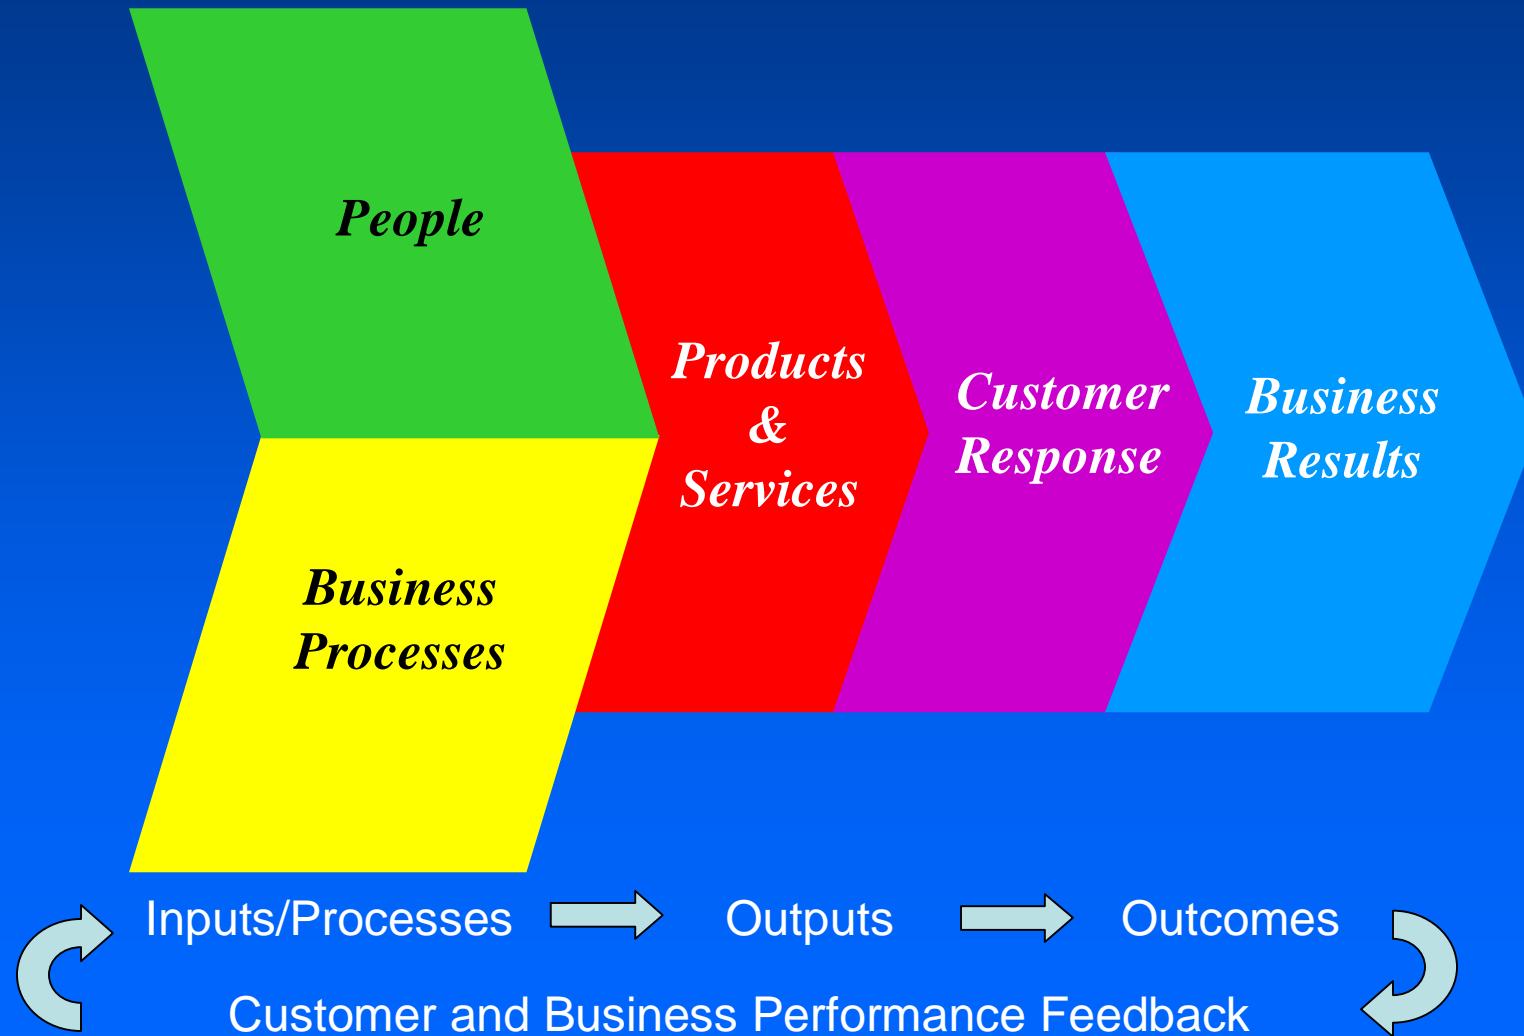 People
Business
Processes
Products
&
Services
Customer
Response
Business
Results
Inputs/Processes
Outputs
Outcomes
Customer and Business Performance Feedback